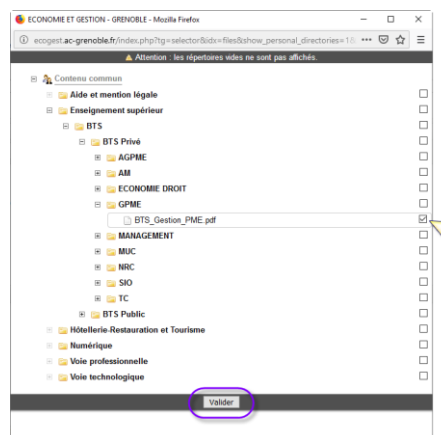 ECONOMIE ET GESTION - GRENOBLE - Mozilla Firefox
ecogest.ac-grenoble.fr/index.php?tg=selector&idx=files&show_personal_directories=1&
Attention : les répertoires vides ne sont pas affichés.
Contenu commun
Aide et mention légale
Enseignement supérieur
BTS
BTS Privé
AGPME
AM
ECONOMIE DROIT
GPME
BTS_Gestion_PME.pdf
MANAGEMENT
MUC
NRC
SIO
TC
BTS Public
Hôtellerie-Restauration et Tourisme
Numérique
Voie professionnelle
Voie technologique
Valider